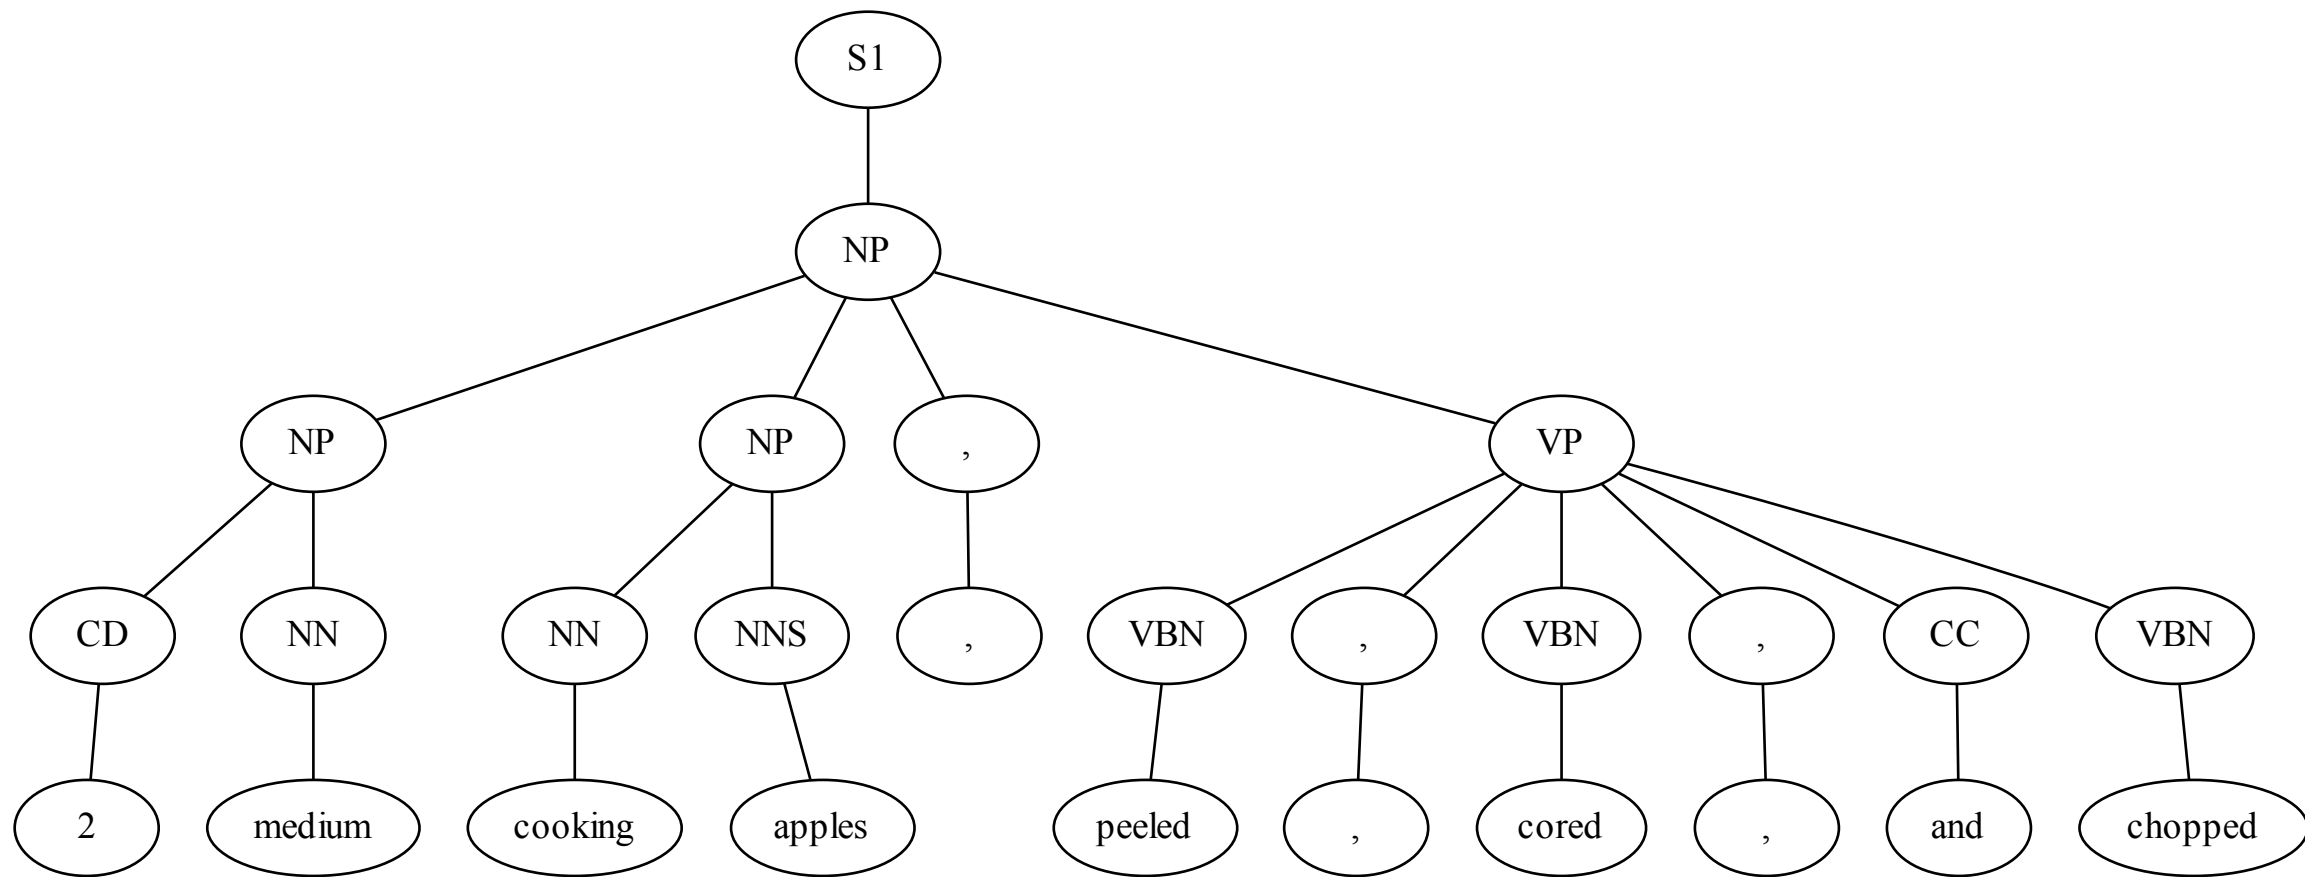 S1
NP
NP NP , VP
CD NN NN NNS , VBN , VBN , CC VBN
2 medium cooking apples peeled , cored , and chopped